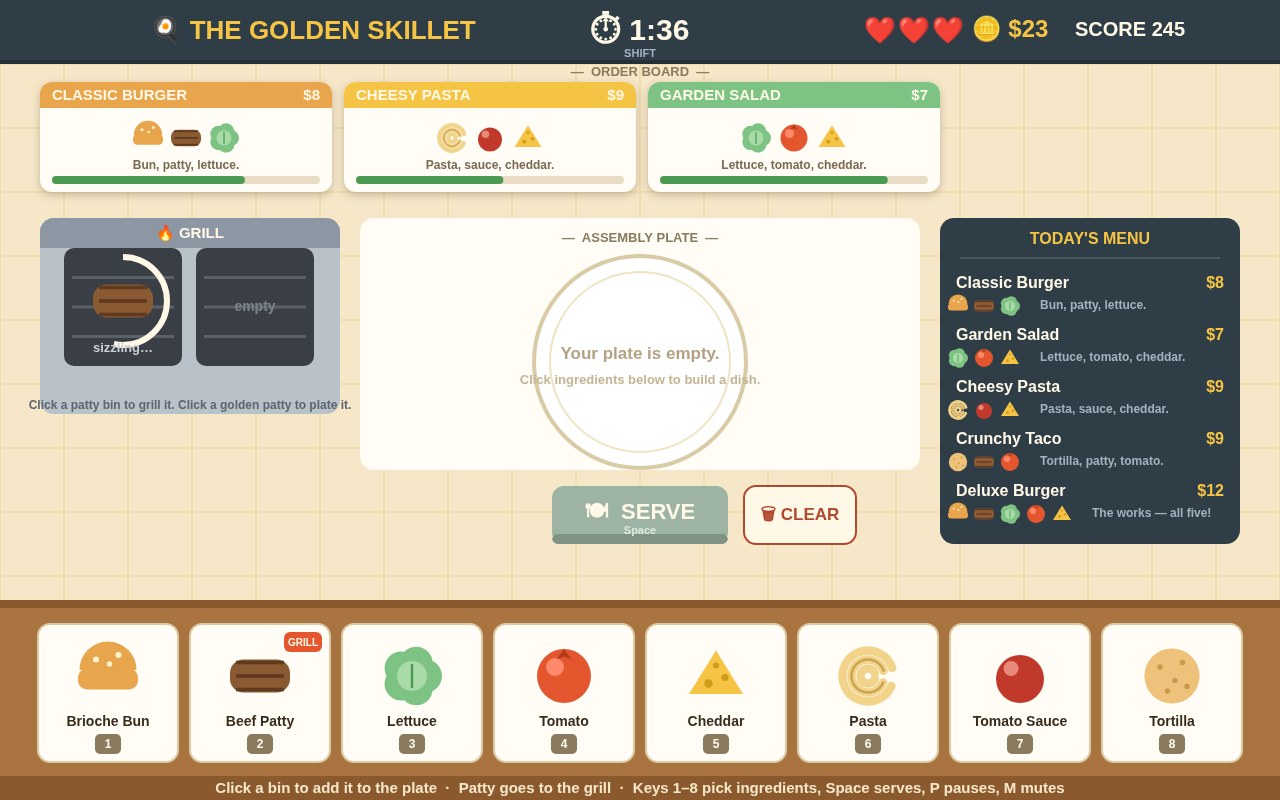 THE GOLDEN SKILLET
1:36
SHIFT
$23
SCORE 245
— ORDER BOARD —
CLASSIC BURGER $8
Bun, patty, lettuce.
CHEESY PASTA $9
Pasta, sauce, cheddar.
GARDEN SALAD $7
Lettuce, tomato, cheddar.
GRILL
sizzling…
empty
Click a patty bin to grill it. Click a golden patty to plate it.
— ASSEMBLY PLATE —
Your plate is empty.
Click ingredients below to build a dish.
SERVE
Space
CLEAR
TODAY'S MENU
Classic Burger $8
Bun, patty, lettuce.
Garden Salad $7
Lettuce, tomato, cheddar.
Cheesy Pasta $9
Pasta, sauce, cheddar.
Crunchy Taco $9
Tortilla, patty, tomato.
Deluxe Burger $12
The works — all five!
Brioche Bun
1
GRILL
Beef Patty
2
Lettuce
3
Tomato
4
Cheddar
5
Pasta
6
Tomato Sauce
7
Tortilla
8
Click a bin to add it to the plate · Patty goes to the grill · Keys 1–8 pick ingredients, Space serves, P pauses, M mutes